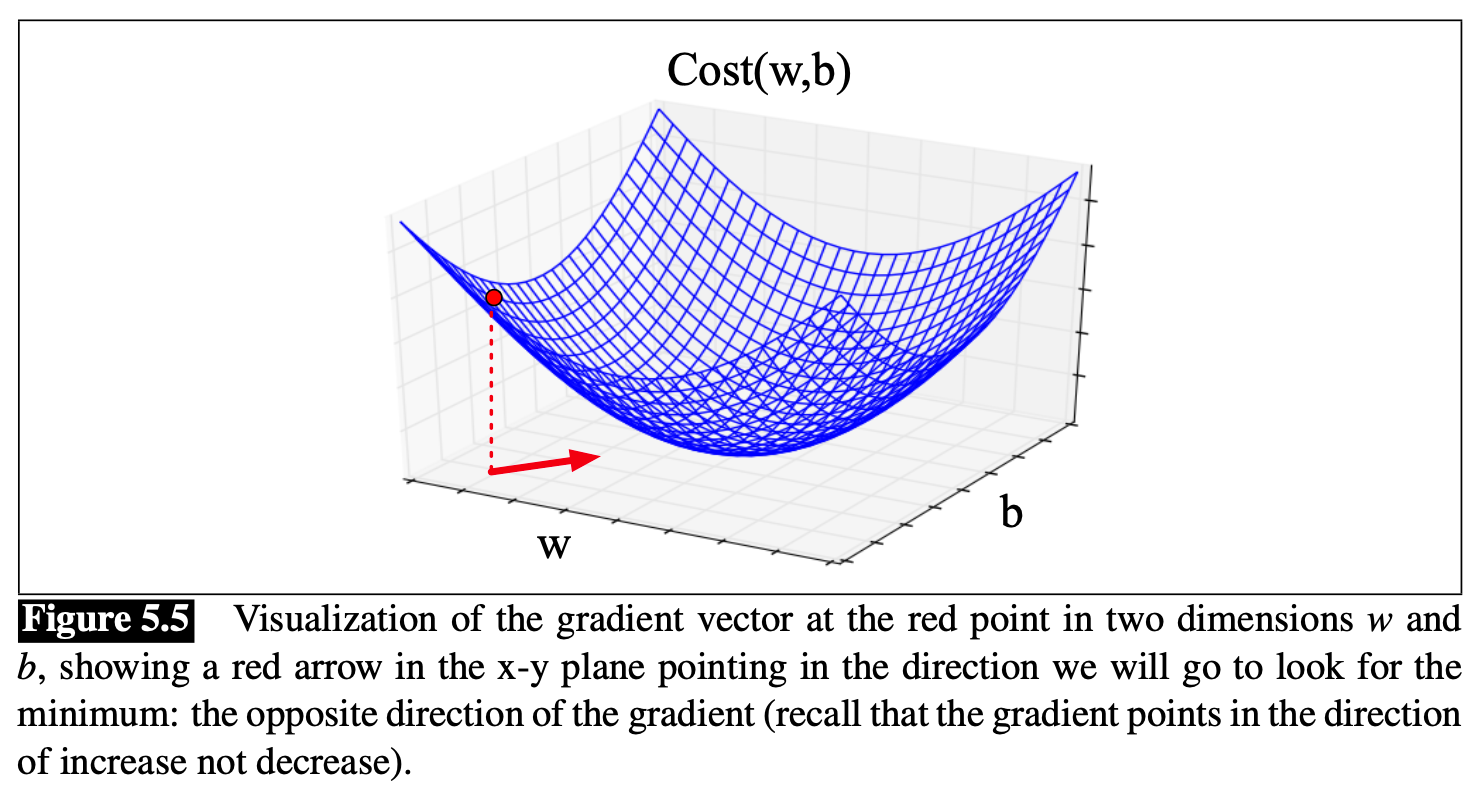 Cost(w,b)
w
b
Figure 5.5 Visualization of the gradient vector at the red point in two dimensions w and
b, showing a red arrow in the x-y plane pointing in the direction we will go to look for the
minimum: the opposite direction of the gradient (recall that the gradient points in the direction
of increase not decrease).